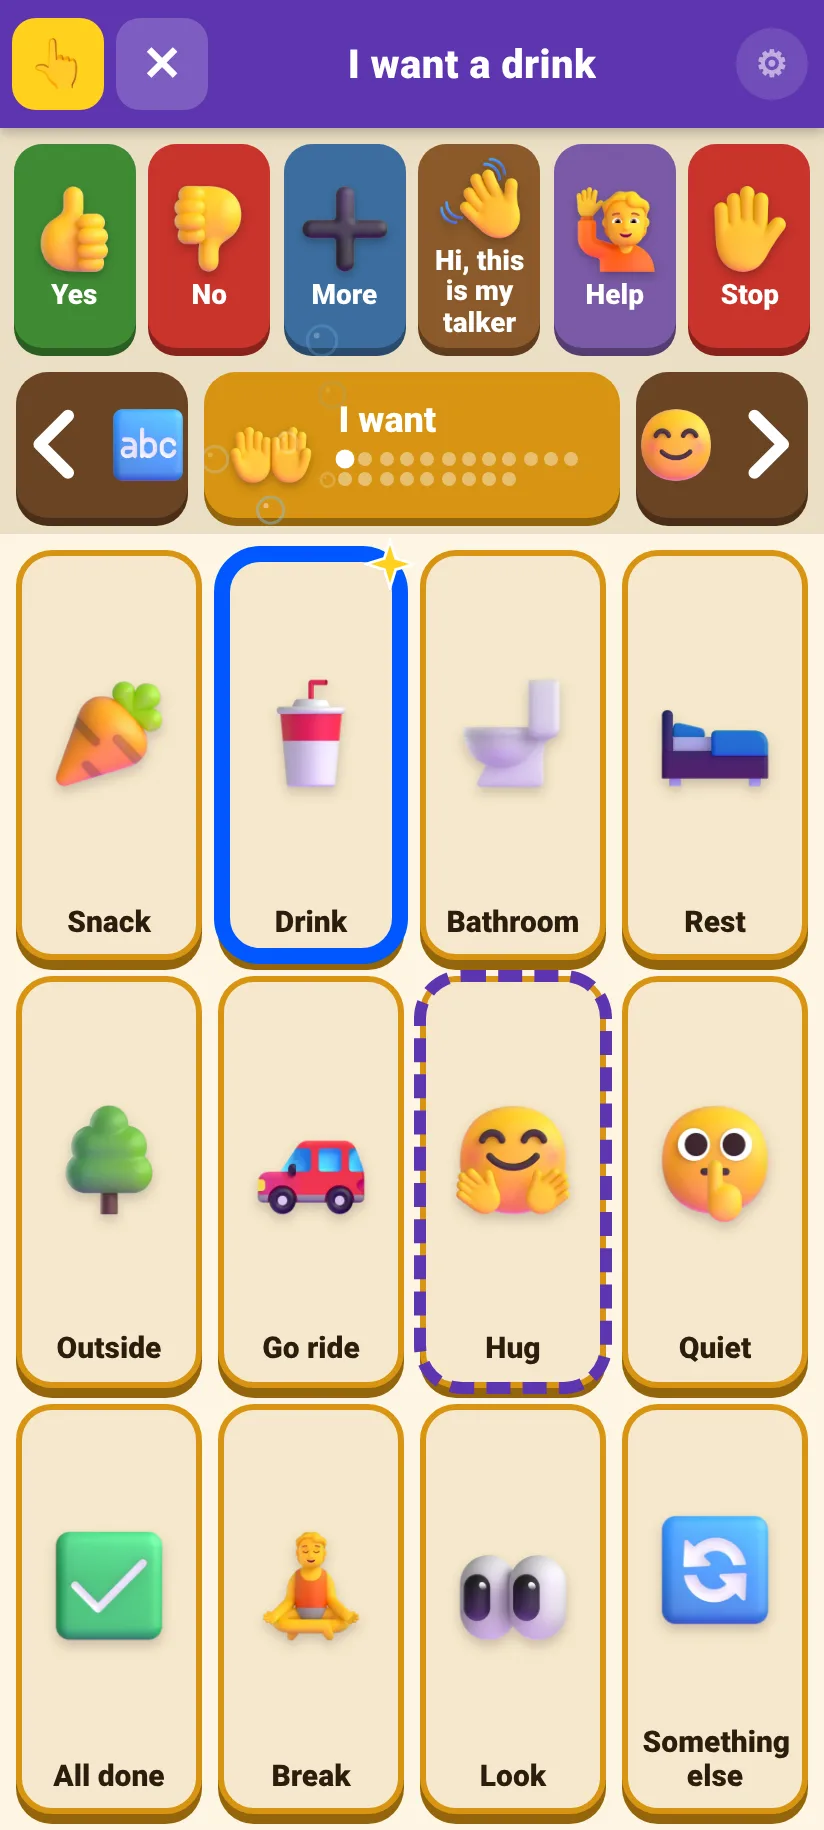 I want a drink
Yes
No
More
Hi, this
is my
talker
Help
Stop
abc
I want
Snack
Drink
Bathroom
Rest
Outside
Go ride
Hug
Quiet
All done
Break
Look
Something
else